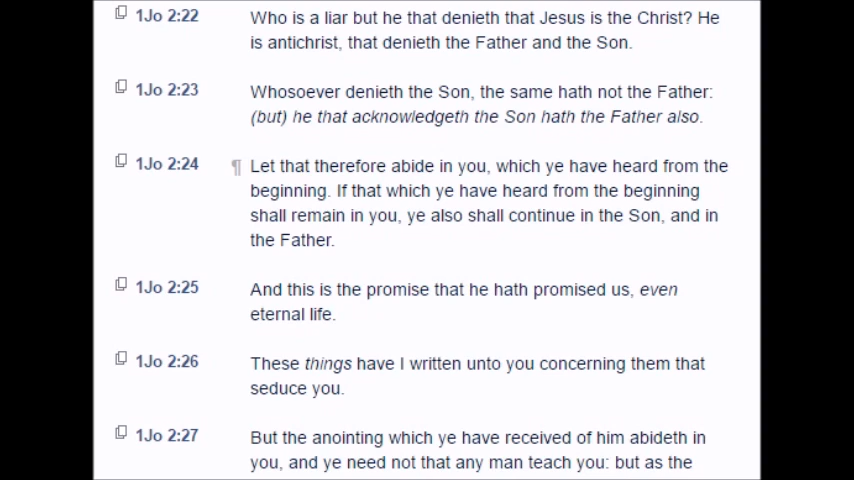 1Jo 2:22 Who is a liar but he that denieth that Jesus is the Christ? He
is antichrist, that denieth the Father and the Son.
1Jo 2:23 Whosoever denieth the Son, the same hath not the Father:
(but) he that acknowledgeth the Son hath the Father also.
1Jo 2:24 ¶ Let that therefore abide in you, which ye have heard from the
beginning. If that which ye have heard from the beginning
shall remain in you, ye also shall continue in the Son, and in
the Father.
1Jo 2:25 And this is the promise that he hath promised us, even
eternal life.
1Jo 2:26 These things have I written unto you concerning them that
seduce you.
1Jo 2:27 But the anointing which ye have received of him abideth in
you, and ye need not that any man teach you: but as the